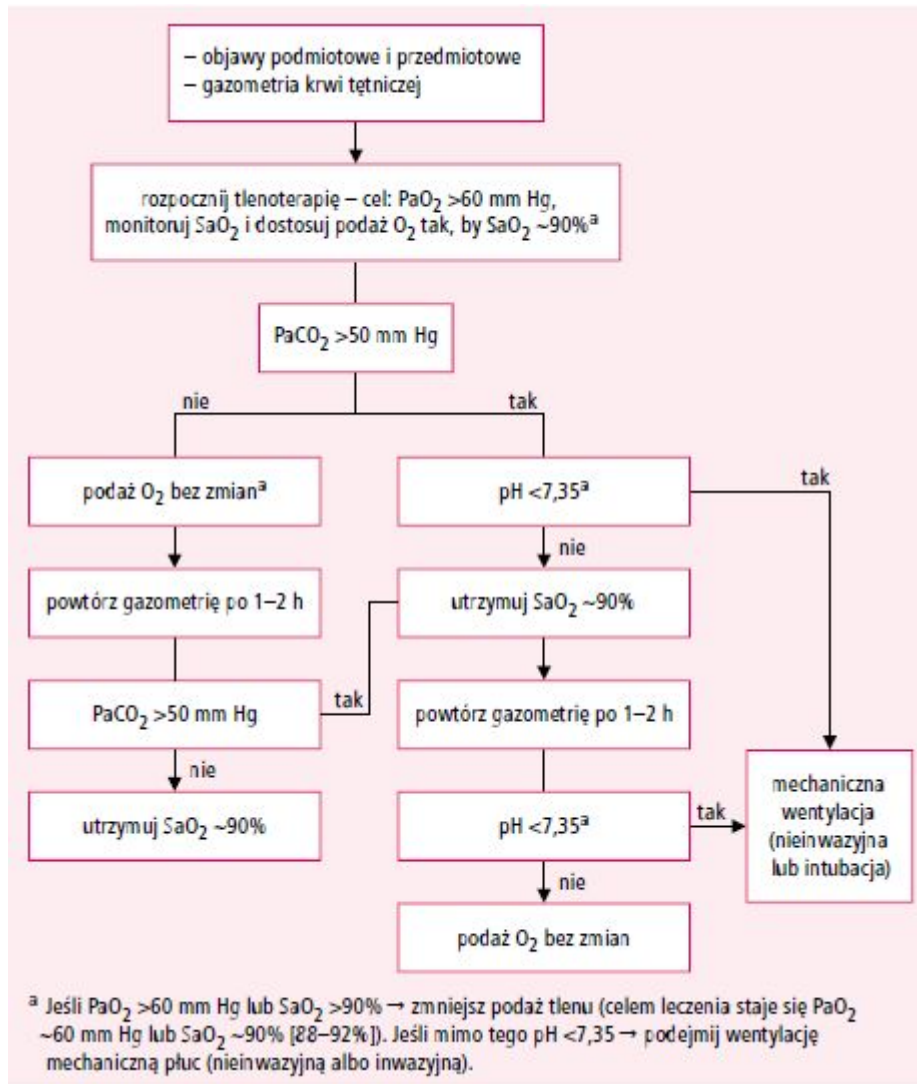 – objawy podmiotowe i przedmiotowe
– gazometria krwi tętniczej
rozpocznij tlenoterapię – cel: PaO₂ >60 mm Hg,
monitoruj SaO₂ i dostosuj podaż O₂ tak, by SaO₂ ~90%ᵃ
PaCO₂ >50 mm Hg
nie
tak
podaż O₂ bez zmianᵃ
pH <7,35ᵃ
tak
nie
powtórz gazometrię po 1–2 h
utrzymuj SaO₂ ~90%
PaCO₂ >50 mm Hg
tak
powtórz gazometrię po 1–2 h
nie
utrzymuj SaO₂ ~90%
pH <7,35ᵃ
tak
mechaniczna
wentylacja
(nieinwazyjna
lub intubacja)
nie
podaż O₂ bez zmian
ᵃ Jeśli PaO₂ >60 mm Hg lub SaO₂ >90% → zmniejsz podaż tlenu (celem leczenia staje się PaO₂
~60 mm Hg lub SaO₂ ~90% [88–92%]). Jeśli mimo tego pH <7,35 → podejmij wentylację
mechaniczną płuc (nieinwazyjną albo inwazyjną).